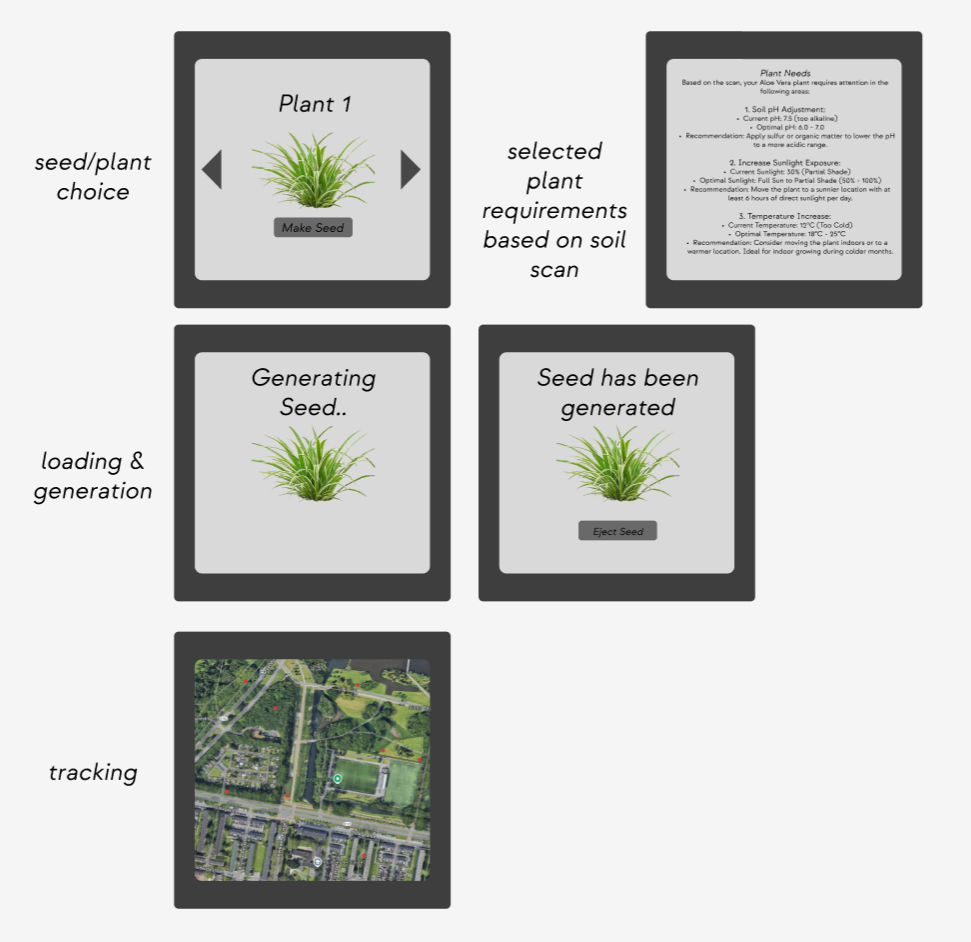 seed/plant
choice
Plant 1
Make Seed
selected
plant
requirements
based on soil
scan
Plant Needs
Based on the scan, your Aloe Vera plant requires attention in the
following areas:
1. Soil pH Adjustment:
• Current pH: 7.5 (too alkaline)
• Optimal pH: 6.0 - 7.0
• Recommendation: Apply sulfur or organic matter to lower the pH
to a more acidic range.
2. Increase Sunlight Exposure:
• Current Sunlight: 30% (Partial Shade)
• Optimal Sunlight: Full Sun to Partial Shade (50% - 100%)
• Recommendation: Move the plant to a sunnier location with at
least 6 hours of direct sunlight per day.
3. Temperature Increase:
• Current Temperature: 12°C (Too Cold)
• Optimal Temperature: 18°C - 25°C
• Recommendation: Consider moving the plant indoors or to a
warmer location. Ideal for indoor growing during colder months.
loading &
generation
Generating
Seed..
Seed has been
generated
Eject Seed
tracking